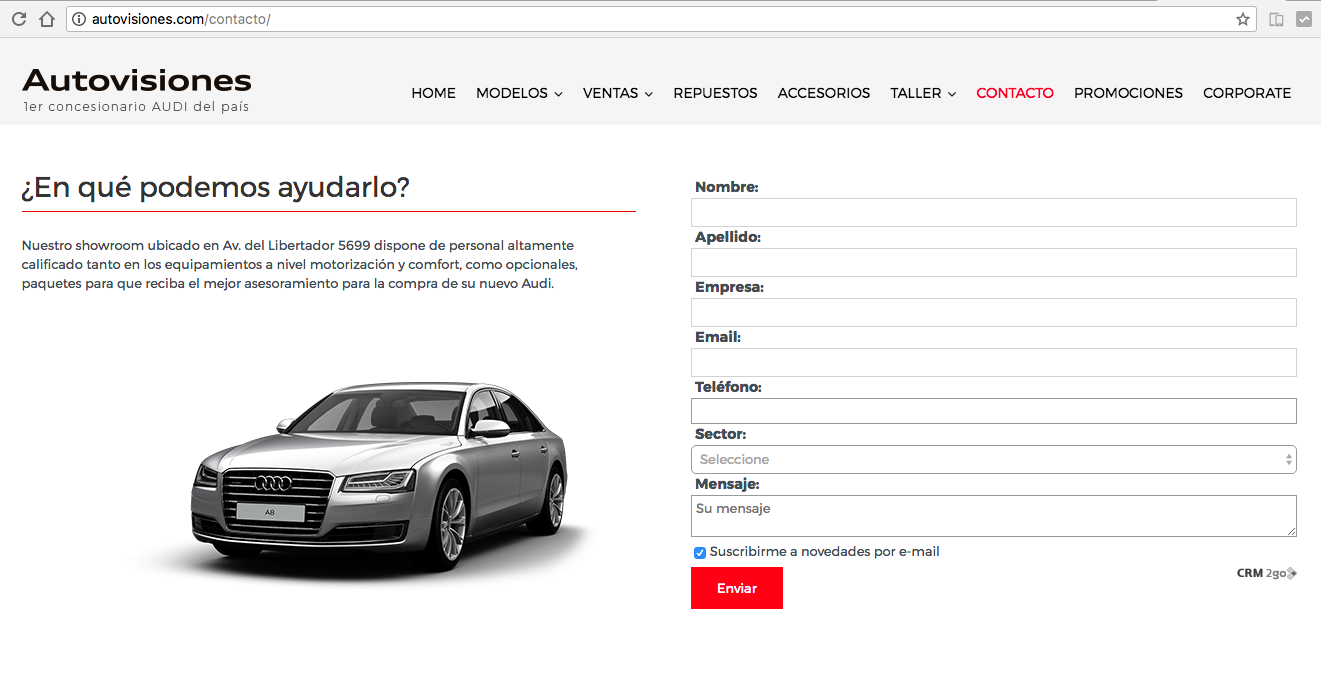 autovisiones.com/contacto/
Autovisiones
1er concesionario AUDI del país
HOME MODELOS VENTAS REPUESTOS ACCESORIOS TALLER CONTACTO PROMOCIONES CORPORATE
¿En qué podemos ayudarlo?
Nuestro showroom ubicado en Av. del Libertador 5699 dispone de personal altamente
calificado tanto en los equipamientos a nivel motorización y comfort, como opcionales,
paquetes para que reciba el mejor asesoramiento para la compra de su nuevo Audi.
A8
Nombre:
Apellido:
Empresa:
Email:
Teléfono:
Sector:
Seleccione
Mensaje:
Su mensaje
Suscribirme a novedades por e-mail
Enviar
CRM 2go